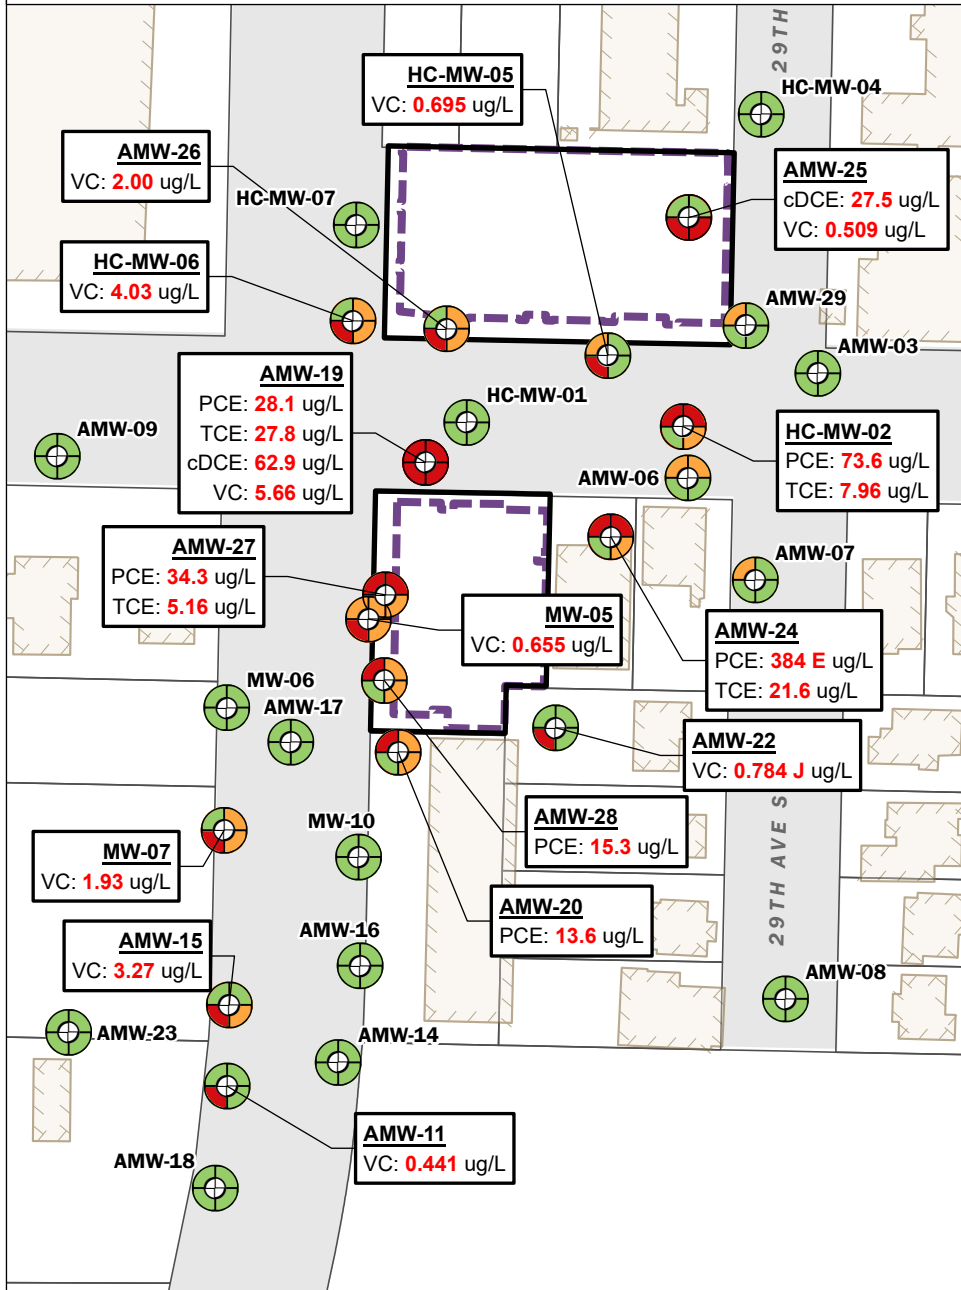 29TH
HC-MW-05
VC: 0.695 ug/L
HC-MW-04
AMW-26
VC: 2.00 ug/L
AMW-25
cDCE: 27.5 ug/L
VC: 0.509 ug/L
HC-MW-07
HC-MW-06
VC: 4.03 ug/L
AMW-29
AMW-03
AMW-19
PCE: 28.1 ug/L
TCE: 27.8 ug/L
cDCE: 62.9 ug/L
VC: 5.66 ug/L
HC-MW-01
AMW-09
HC-MW-02
PCE: 73.6 ug/L
TCE: 7.96 ug/L
AMW-06
AMW-27
PCE: 34.3 ug/L
TCE: 5.16 ug/L
AMW-07
MW-05
VC: 0.655 ug/L
AMW-24
PCE: 384 E ug/L
TCE: 21.6 ug/L
MW-06
AMW-17
AMW-22
VC: 0.784 J ug/L
AMW-28
PCE: 15.3 ug/L
MW-10
MW-07
VC: 1.93 ug/L
29TH AVE S
AMW-20
PCE: 13.6 ug/L
AMW-15
VC: 3.27 ug/L
AMW-16
AMW-08
AMW-23
AMW-14
AMW-11
VC: 0.441 ug/L
AMW-18